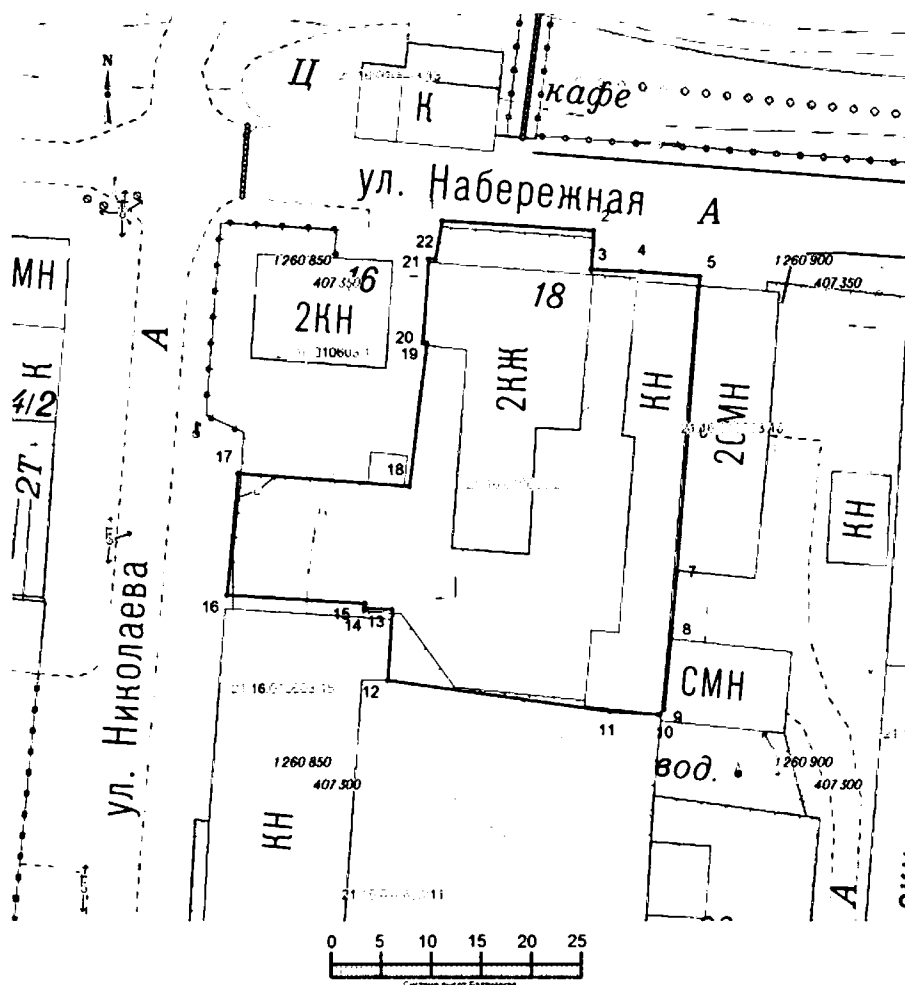 N
Ц
К
кафе
ул. Набережная
А
2
22
3
4
5
1 260 850
407 350
16
21
18
1 260 900
407 350
МН
А
2КН
20
19
2КЖ
КН
2СМН
К
4/2
2Т
17
18
КН
ул. Николаева
7
16
15
14
13
8
12
СМН
9
10
11
1 260 850
407 300
вод.
1 260 900
407 300
КН
А
0 5 10 15 20 25